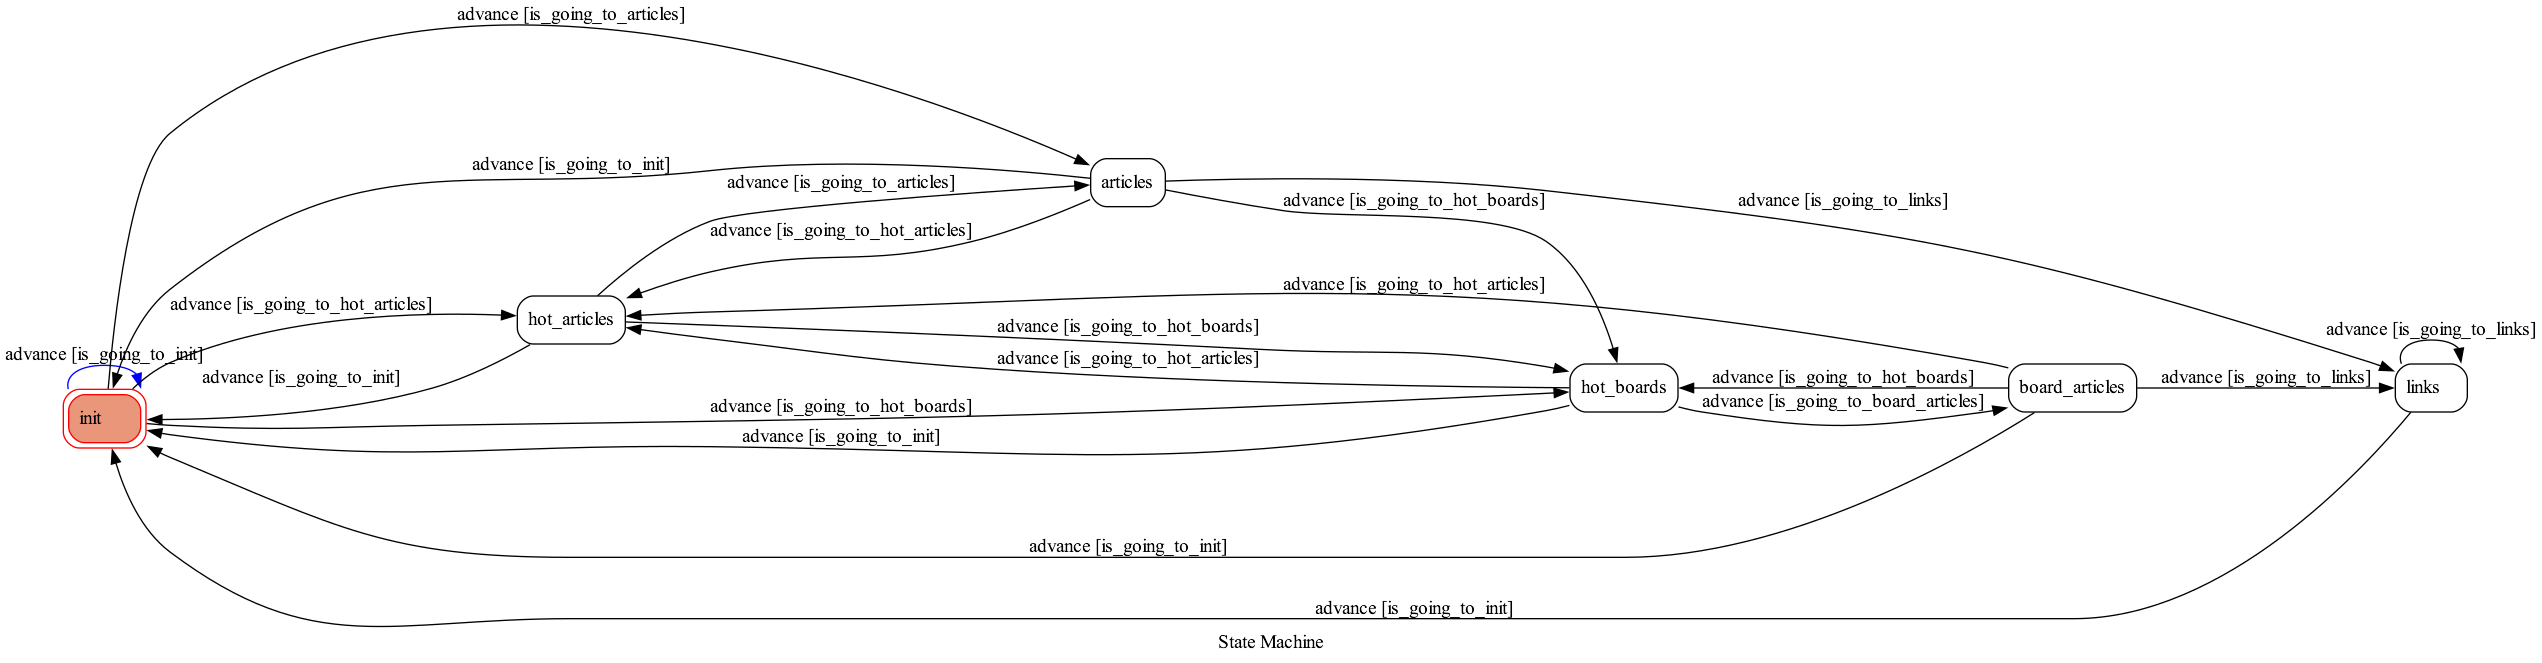 advance [is_going_to_articles]
advance [is_going_to_init]
advance [is_going_to_articles]
articles
advance [is_going_to_hot_boards]
advance [is_going_to_links]
advance [is_going_to_hot_articles]
advance [is_going_to_hot_articles]
advance [is_going_to_hot_articles]
hot_articles
advance [is_going_to_hot_boards]
advance [is_going_to_links]
advance [is_going_to_init]
advance [is_going_to_hot_articles]
advance [is_going_to_init]
hot_boards
advance [is_going_to_hot_boards]
board_articles
advance [is_going_to_links]
links
advance [is_going_to_board_articles]
init
advance [is_going_to_hot_boards]
advance [is_going_to_init]
advance [is_going_to_init]
advance [is_going_to_init]
State Machine